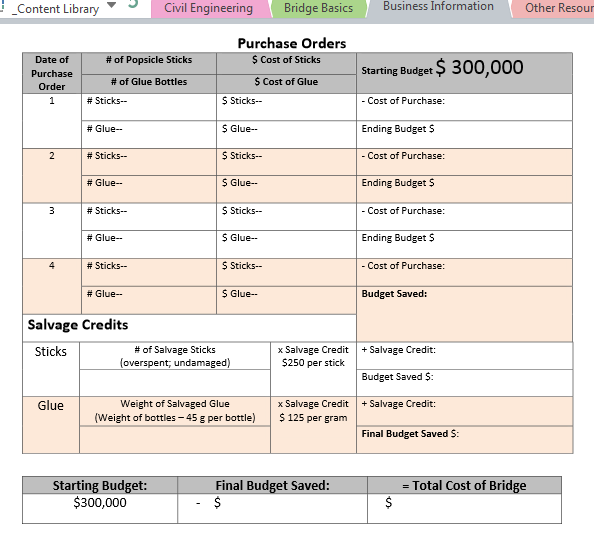 _Content Library
Civil Engineering
Bridge Basics
Business Information
Other Resour
Purchase Orders
Date of
Purchase
Order
# of Popsicle Sticks
$ Cost of Sticks
Starting Budget $ 300,000
# of Glue Bottles
$ Cost of Glue
1
# Sticks--
$ Sticks--
- Cost of Purchase:
# Glue--
$ Glue--
Ending Budget $
2
# Sticks--
$ Sticks--
- Cost of Purchase:
# Glue--
$ Glue--
Ending Budget $
3
# Sticks--
$ Sticks--
- Cost of Purchase:
# Glue--
$ Glue--
Ending Budget $
4
# Sticks--
$ Sticks--
- Cost of Purchase:
# Glue--
$ Glue--
Budget Saved:
Salvage Credits
Sticks
# of Salvage Sticks
(overspent; undamaged)
x Salvage Credit
$250 per stick
+ Salvage Credit:
Budget Saved $:
Glue
Weight of Salvaged Glue
(Weight of bottles – 45 g per bottle)
x Salvage Credit
$ 125 per gram
+ Salvage Credit:
Final Budget Saved $:
Starting Budget:
Final Budget Saved:
= Total Cost of Bridge
$300,000
- $
$